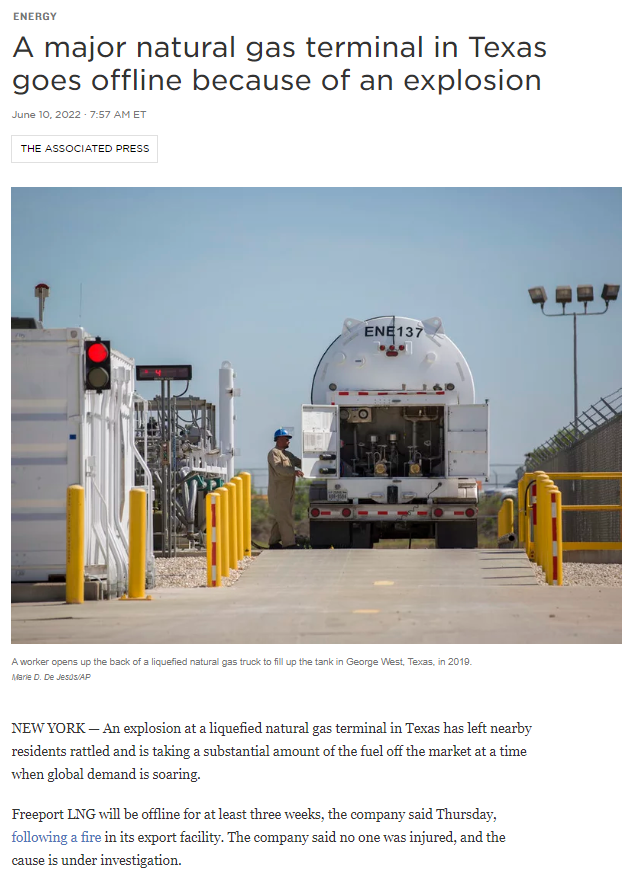 ENERGY
A major natural gas terminal in Texas
goes offline because of an explosion
June 10, 2022 · 7:57 AM ET
THE ASSOCIATED PRESS
ENE137
A worker opens up the back of a liquefied natural gas truck to fill up the tank in George West, Texas, in 2019.
Marie D. De Jesús/AP
NEW YORK — An explosion at a liquefied natural gas terminal in Texas has left nearby
residents rattled and is taking a substantial amount of the fuel off the market at a time
when global demand is soaring.
Freeport LNG will be offline for at least three weeks, the company said Thursday,
following a fire in its export facility. The company said no one was injured, and the
cause is under investigation.